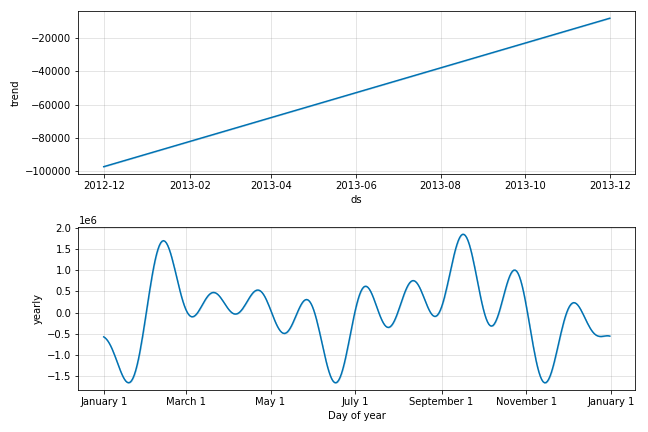 −20000
−40000
−60000
−80000
−100000
trend
2012-12 2013-02 2013-04 2013-06 2013-08 2013-10 2013-12
ds
1e6
2.0
1.5
1.0
0.5
0.0
−0.5
−1.0
−1.5
yearly
January 1 March 1 May 1 July 1 September 1 November 1 January 1
Day of year